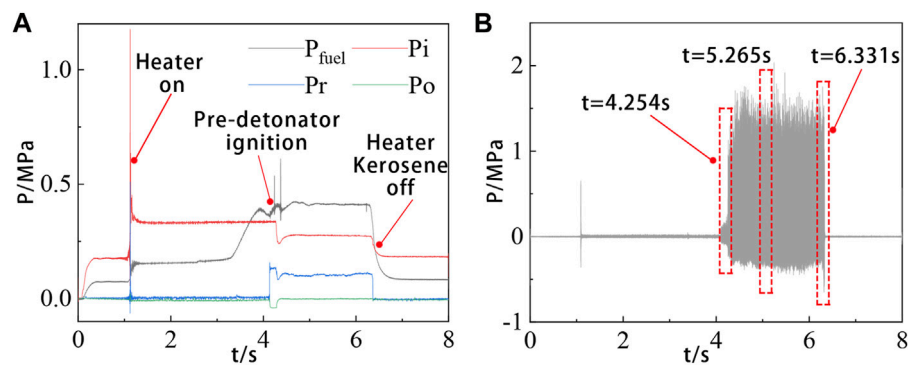 A
P/MPa
1.0
0.5
0.0
0
2
4
6
8
t/s
P_fuel
Pi
Pr
Po
Heater
on
Pre-detonator
ignition
Heater
Kerosene
off
B
P/MPa
2
1
0
-1
0
2
4
6
8
t/s
t=4.254s
t=5.265s
t=6.331s